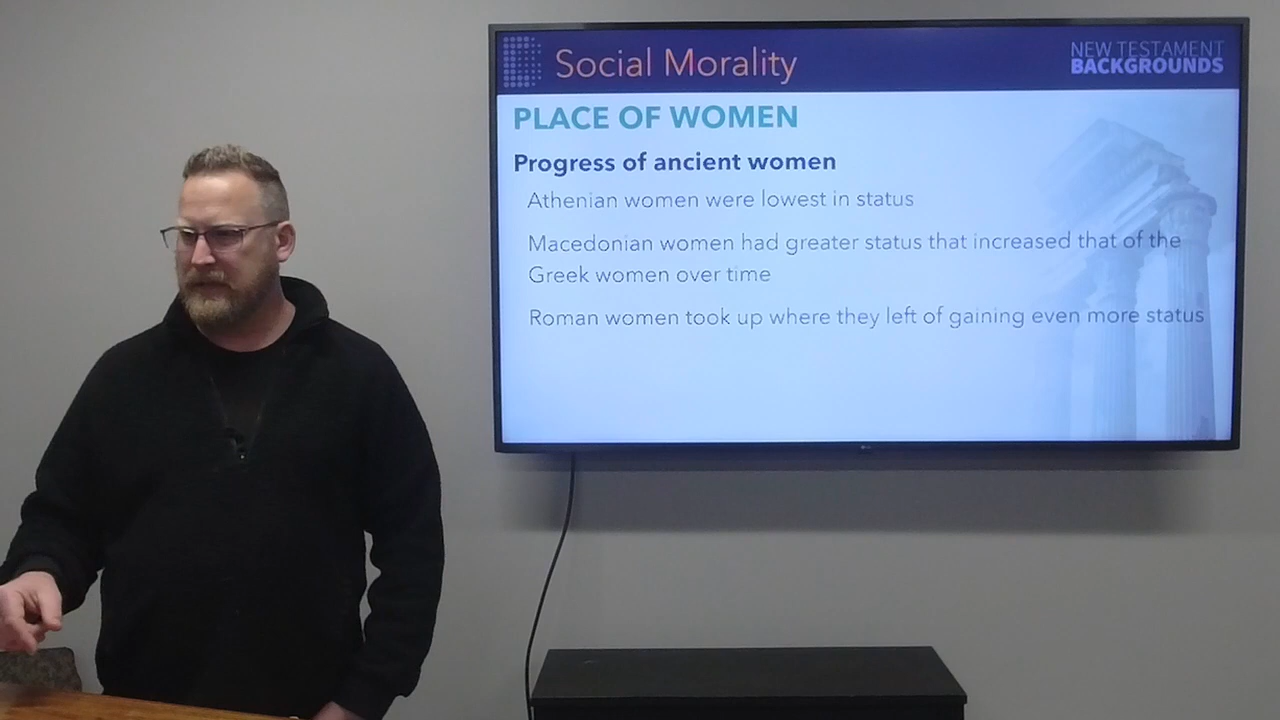 Social Morality
NEW TESTAMENT
BACKGROUNDS
PLACE OF WOMEN
Progress of ancient women
Athenian women were lowest in status
Macedonian women had greater status that increased that of the
Greek women over time
Roman women took up where they left of gaining even more status